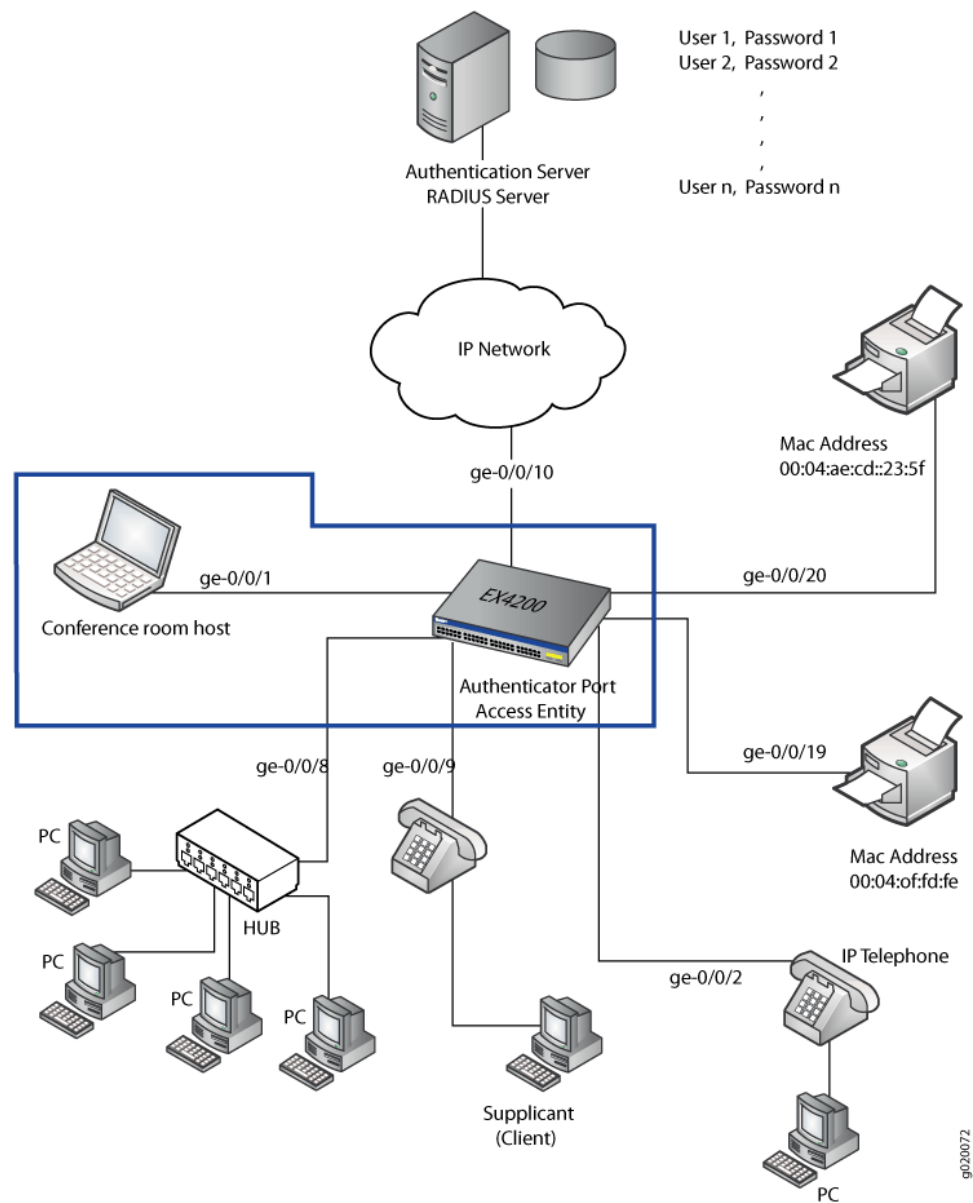 User 1, Password 1
User 2, Password 2
,
,
,
,
User n, Password n
Authentication Server
RADIUS Server
IP Network
Mac Address
00:04:ae:cd::23:5f
ge-0/0/10
ge-0/0/1
ge-0/0/20
EX4200
Conference room host
Authenticator Port
Access Entity
ge-0/0/8
ge-0/0/9
ge-0/0/19
Mac Address
00:04:of:fd:fe
PC
HUB
PC
PC
PC
IP Telephone
ge-0/0/2
Supplicant
(Client)
PC
g020072